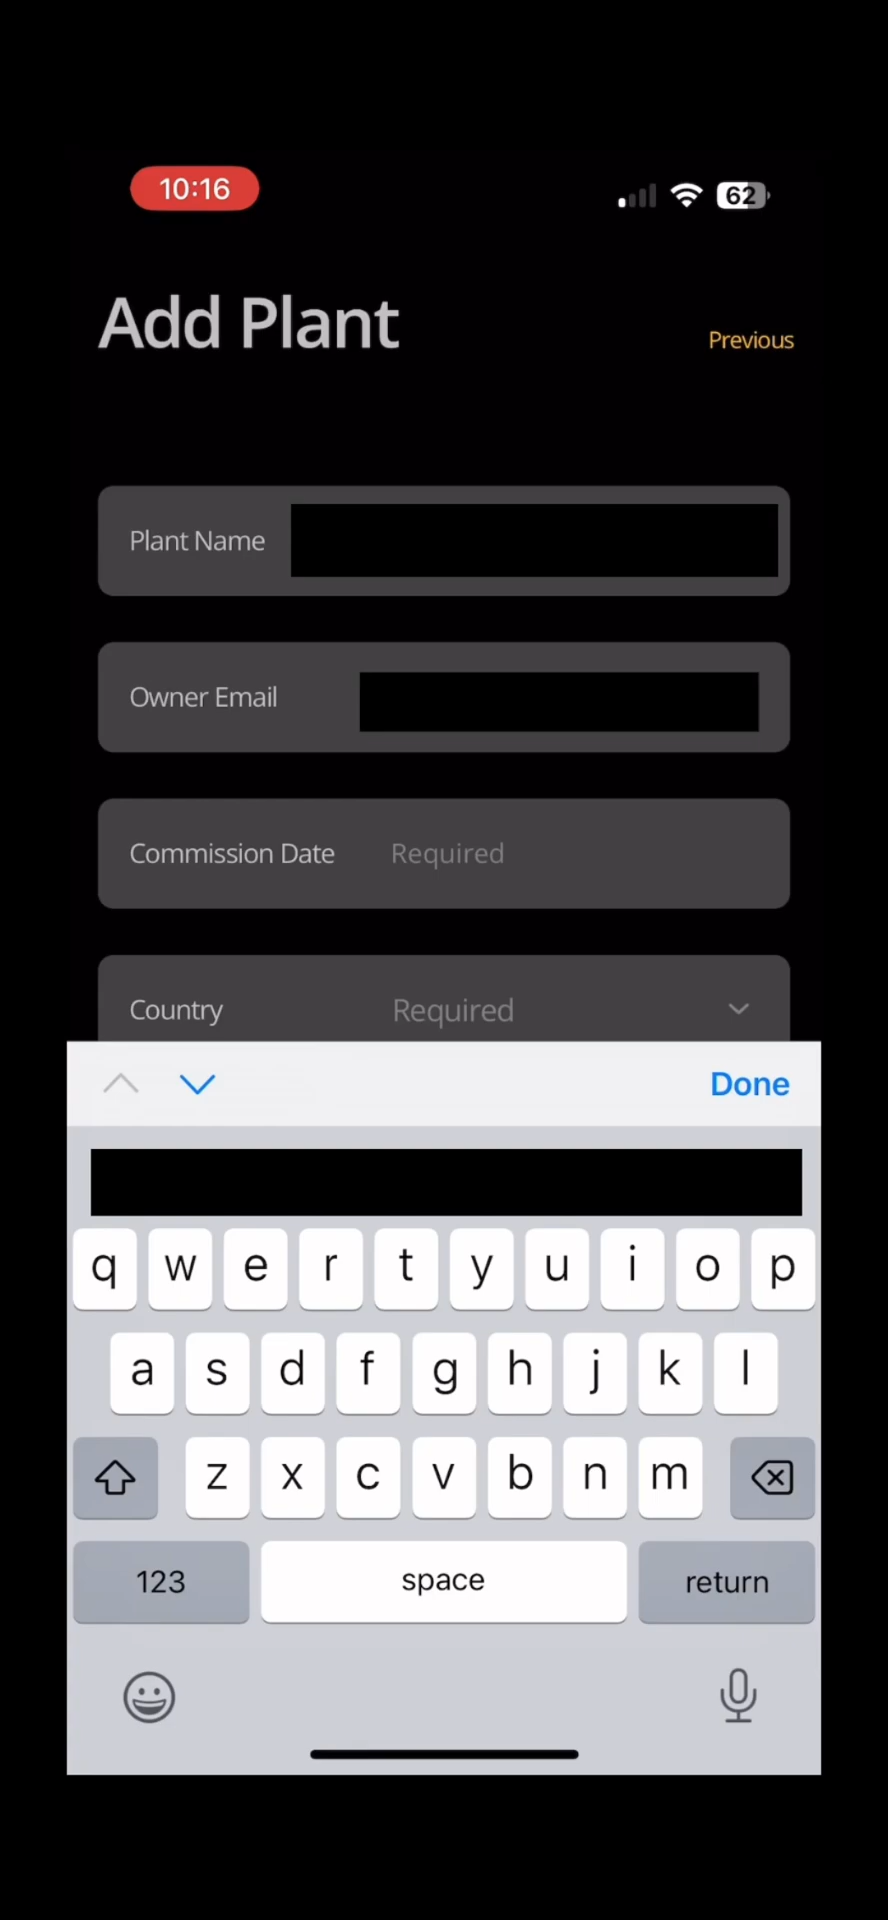 10:16
62
Add Plant
Previous
Plant Name
Owner Email
Commission Date Required
Country Required
Done
q w e r t y u i o p
a s d f g h j k l
z x c v b n m
123 space return